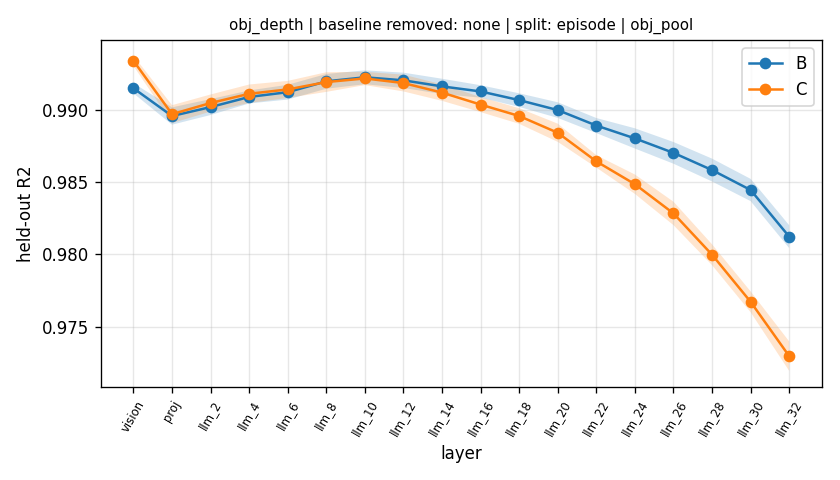 obj_depth | baseline removed: none | split: episode | obj_pool
B
C
0.990
0.985
0.980
0.975
held-out R2
vision
proj
llm_2
llm_4
llm_6
llm_8
llm_10
llm_12
llm_14
llm_16
llm_18
llm_20
llm_22
llm_24
llm_26
llm_28
llm_30
llm_32
layer